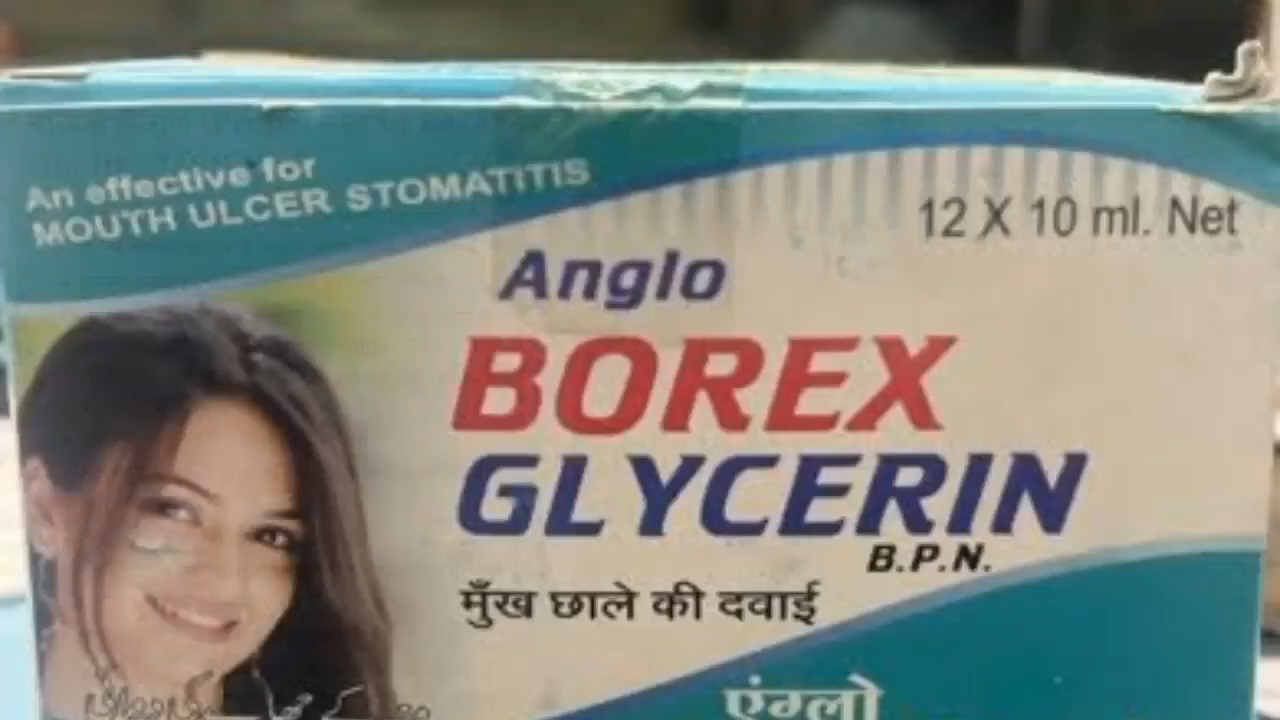 An effective for
MOUTH ULCER STOMATITIS
12 X 10 ml. Net
Anglo
BOREX
GLYCERIN
B.P.N.
मुँख छाले की दवाई
एंग्लो